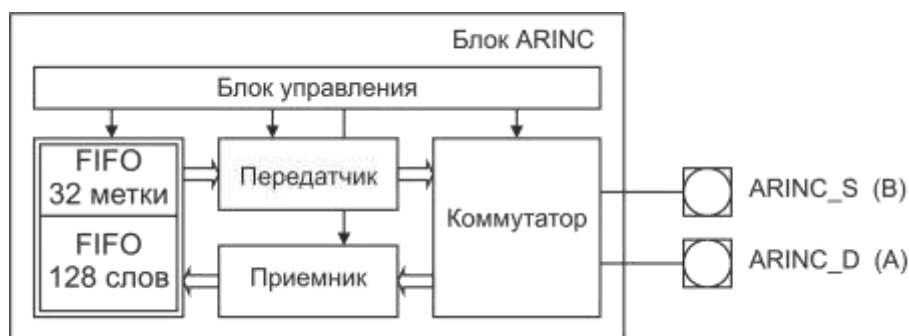 Блок ARINC
Блок управления
FIFO
32 метки
FIFO
128 слов
Передатчик
Приемник
Коммутатор
ARINC_S (B)
ARINC_D (A)